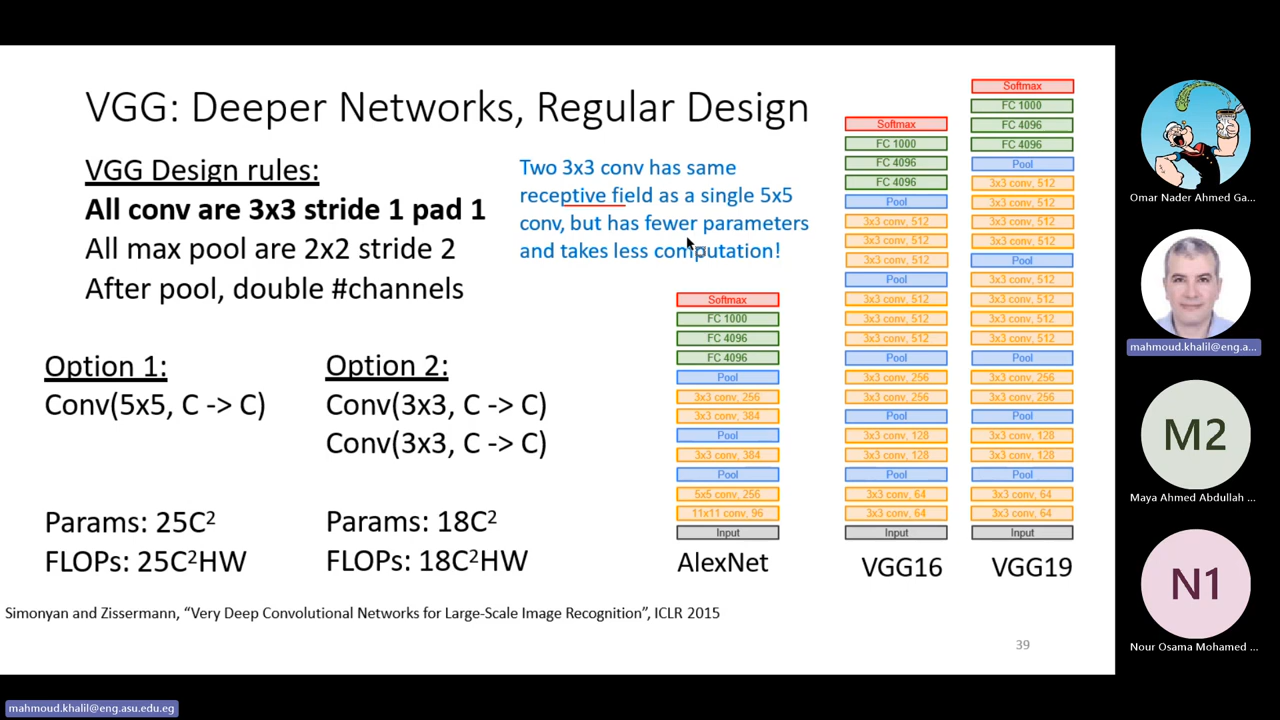 VGG: Deeper Networks, Regular Design
VGG Design rules:
All conv are 3x3 stride 1 pad 1
All max pool are 2x2 stride 2
After pool, double #channels
Two 3x3 conv has same
receptive field as a single 5x5
conv, but has fewer parameters
and takes less computation!
Option 1:
Conv(5x5, C -> C)
Params: 25C²
FLOPs: 25C²HW
Option 2:
Conv(3x3, C -> C)
Conv(3x3, C -> C)
Params: 18C²
FLOPs: 18C²HW
Softmax
FC 1000
FC 4096
FC 4096
Pool
3x3 conv, 256
3x3 conv, 384
Pool
3x3 conv, 384
Pool
5x5 conv, 256
11x11 conv, 96
Input
AlexNet
Softmax
FC 1000
FC 4096
FC 4096
Pool
3x3 conv, 512
3x3 conv, 512
3x3 conv, 512
Pool
3x3 conv, 512
3x3 conv, 512
3x3 conv, 512
Pool
3x3 conv, 256
3x3 conv, 256
Pool
3x3 conv, 128
3x3 conv, 128
Pool
3x3 conv, 64
3x3 conv, 64
Input
VGG16
Softmax
FC 1000
FC 4096
FC 4096
Pool
3x3 conv, 512
3x3 conv, 512
3x3 conv, 512
3x3 conv, 512
Pool
3x3 conv, 512
3x3 conv, 512
3x3 conv, 512
3x3 conv, 512
Pool
3x3 conv, 256
3x3 conv, 256
Pool
3x3 conv, 128
3x3 conv, 128
Pool
3x3 conv, 64
3x3 conv, 64
Input
VGG19
Simonyan and Zissermann, “Very Deep Convolutional Networks for Large-Scale Image Recognition”, ICLR 2015
39
Omar Nader Ahmed Ga...
mahmoud.khalil@eng.a...
M2
Maya Ahmed Abdullah ...
N1
Nour Osama Mohamed ...
mahmoud.khalil@eng.asu.edu.eg